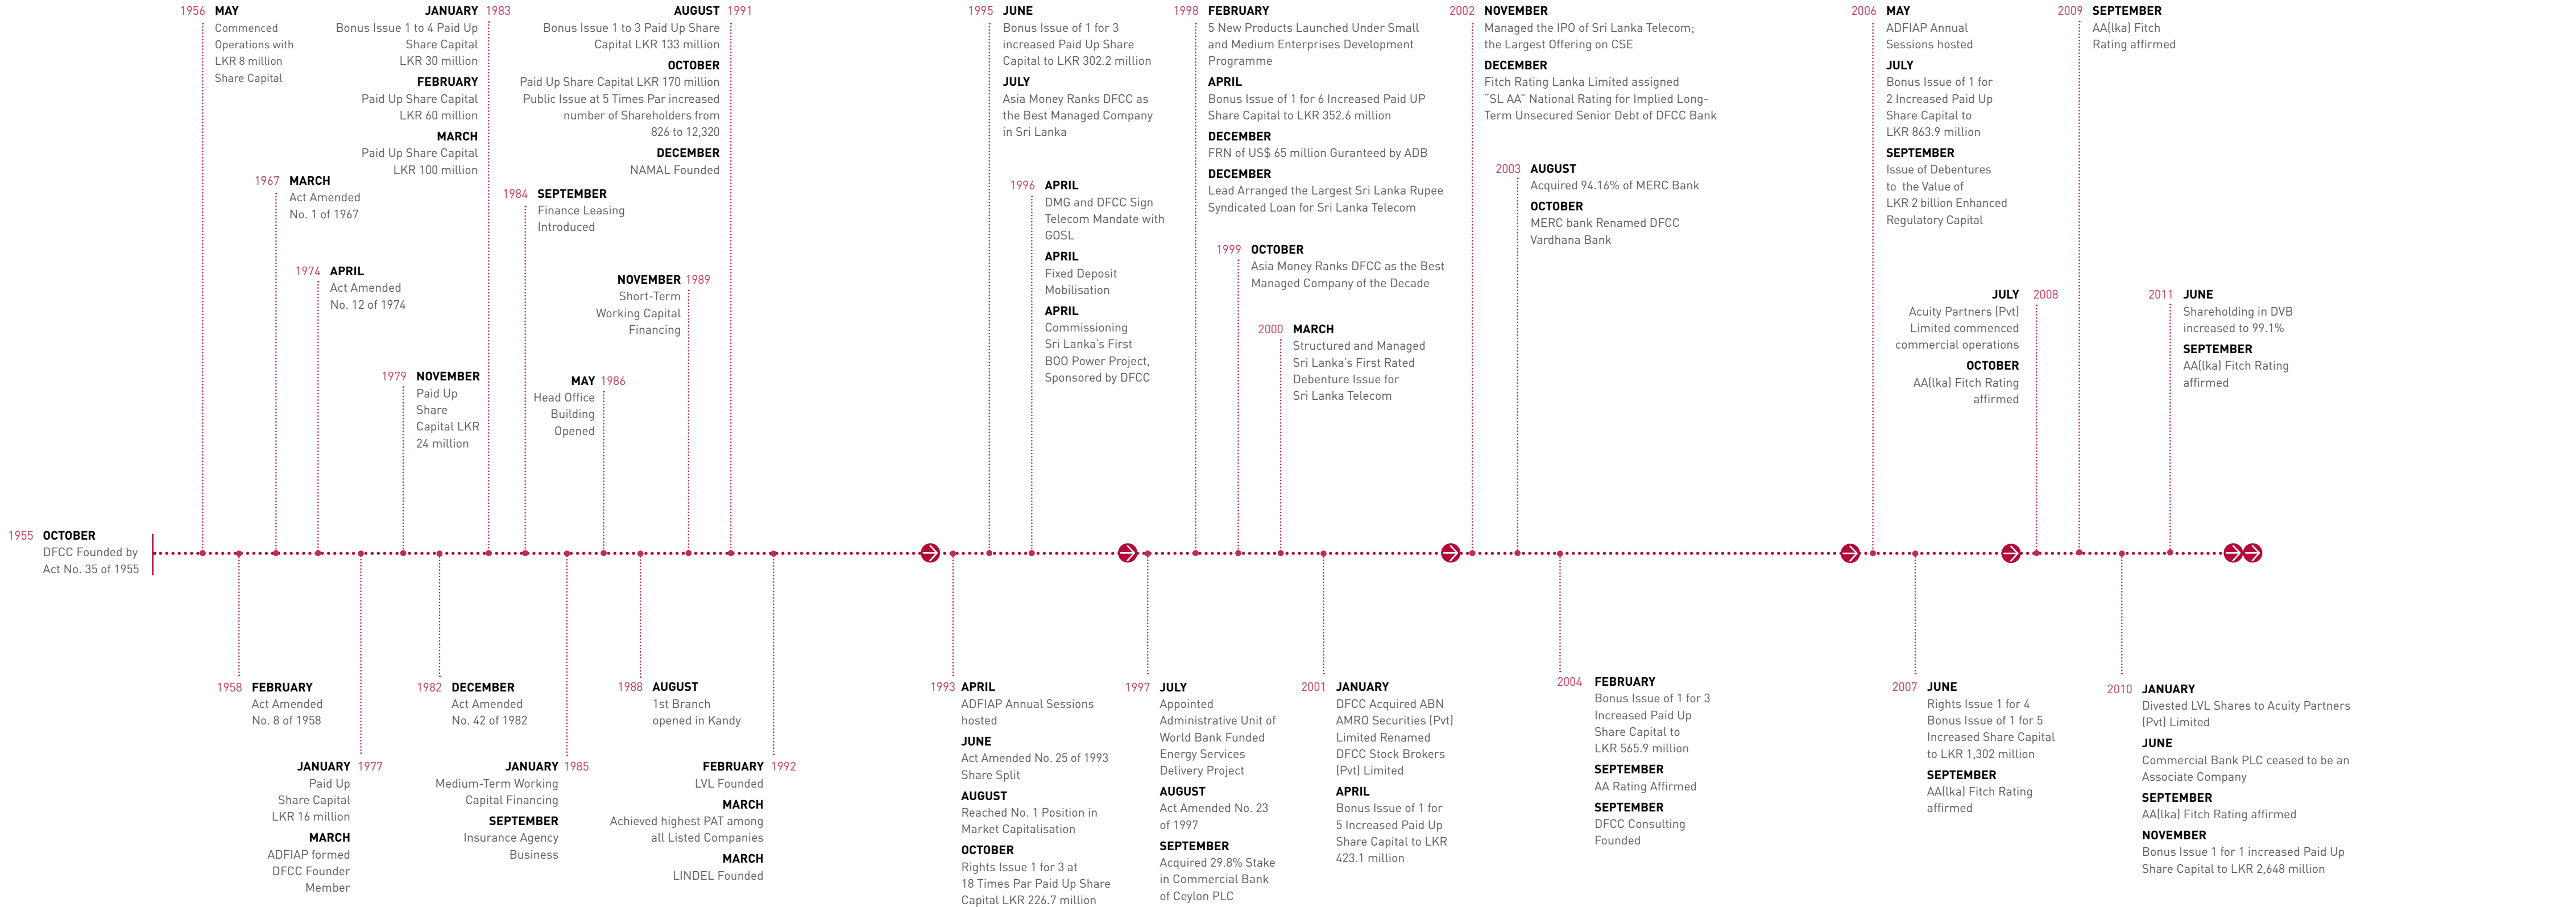 1955 OCTOBER
DFCC Founded by
Act No. 35 of 1955
1956 MAY
Commenced
Operations with
LKR 8 million
Share Capital
1958 FEBRUARY
Act Amended
No. 8 of 1958
1967 MARCH
Act Amended
No. 1 of 1967
1974 APRIL
Act Amended
No. 12 of 1974
JANUARY 1977
Paid Up
Share Capital
LKR 16 million
MARCH
ADFIAP formed
DFCC Founder
Member
1979 NOVEMBER
Paid Up
Share
Capital LKR
24 million
1982 DECEMBER
Act Amended
No. 42 of 1982
JANUARY 1983
Bonus Issue 1 to 4 Paid Up
Share Capital
LKR 30 million
FEBRUARY
Paid Up Share Capital
LKR 60 million
MARCH
Paid Up Share Capital
LKR 100 million
1984 SEPTEMBER
Finance Leasing
Introduced
JANUARY 1985
Medium-Term Working
Capital Financing
SEPTEMBER
Insurance Agency
Business
MAY 1986
Head Office
Building
Opened
1988 AUGUST
1st Branch
opened in Kandy
NOVEMBER 1989
Short-Term
Working Capital
Financing
AUGUST 1991
Bonus Issue 1 to 3 Paid Up Share
Capital LKR 133 million
OCTOBER
Paid Up Share Capital LKR 170 million
Public Issue at 5 Times Par increased
number of Shareholders from
826 to 12,320
DECEMBER
NAMAL Founded
FEBRUARY 1992
LVL Founded
MARCH
Achieved highest PAT among
all Listed Companies
MARCH
LINDEL Founded
1993 APRIL
ADFIAP Annual Sessions
hosted
JUNE
Act Amended No. 25 of 1993
Share Split
AUGUST
Reached No. 1 Position in
Market Capitalisation
OCTOBER
Rights Issue 1 for 3 at
18 Times Par Paid Up Share
Capital LKR 226.7 million
1995 JUNE
Bonus Issue of 1 for 3
increased Paid Up Share
Capital to LKR 302.2 million
JULY
Asia Money Ranks DFCC as
the Best Managed Company
in Sri Lanka
1996 APRIL
DMG and DFCC Sign
Telecom Mandate with
GOSL
APRIL
Fixed Deposit
Mobilisation
APRIL
Commissioning
Sri Lanka's First
BOO Power Project,
Sponsored by DFCC
1997 JULY
Appointed
Administrative Unit of
World Bank Funded
Energy Services
Delivery Project
AUGUST
Act Amended No. 23
of 1997
SEPTEMBER
Acquired 29.8% Stake
in Commercial Bank
of Ceylon PLC
1998 FEBRUARY
5 New Products Launched Under Small
and Medium Enterprises Development
Programme
APRIL
Bonus Issue of 1 for 6 Increased Paid UP
Share Capital to LKR 352.6 million
DECEMBER
FRN of US$ 65 million Guranteed by ADB
DECEMBER
Lead Arranged the Largest Sri Lanka Rupee
Syndicated Loan for Sri Lanka Telecom
1999 OCTOBER
Asia Money Ranks DFCC as the Best
Managed Company of the Decade
2000 MARCH
Structured and Managed
Sri Lanka's First Rated
Debenture Issue for
Sri Lanka Telecom
2001 JANUARY
DFCC Acquired ABN
AMRO Securities (Pvt)
Limited Renamed
DFCC Stock Brokers
(Pvt) Limited
APRIL
Bonus Issue of 1 for
5 Increased Paid Up
Share Capital to LKR
423.1 million
2002 NOVEMBER
Managed the IPO of Sri Lanka Telecom;
the Largest Offering on CSE
DECEMBER
Fitch Rating Lanka Limited assigned
"SL AA" National Rating for Implied Long-
Term Unsecured Senior Debt of DFCC Bank
2003 AUGUST
Acquired 94.16% of MERC Bank
OCTOBER
MERC bank Renamed DFCC
Vardhana Bank
2004 FEBRUARY
Bonus Issue of 1 for 3
Increased Paid Up
Share Capital to
LKR 565.9 million
SEPTEMBER
AA Rating Affirmed
SEPTEMBER
DFCC Consulting
Founded
2006 MAY
ADFIAP Annual
Sessions hosted
JULY
Bonus Issue of 1 for
2 Increased Paid Up
Share Capital to
LKR 863.9 million
SEPTEMBER
Issue of Debentures
to the Value of
LKR 2 billion Enhanced
Regulatory Capital
2007 JUNE
Rights Issue 1 for 4
Bonus Issue of 1 for 5
Increased Share Capital
to LKR 1,302 million
SEPTEMBER
AA(lka) Fitch Rating
affirmed
JULY 2008
Acuity Partners (Pvt)
Limited commenced
commercial operations
OCTOBER
AA(lka) Fitch Rating
affirmed
2009 SEPTEMBER
AA(lka) Fitch
Rating affirmed
2010 JANUARY
Divested LVL Shares to Acuity Partners
(Pvt) Limited
JUNE
Commercial Bank PLC ceased to be an
Associate Company
SEPTEMBER
AA(lka) Fitch Rating affirmed
NOVEMBER
Bonus Issue 1 for 1 increased Paid Up
Share Capital to LKR 2,648 million
2011 JUNE
Shareholding in DVB
increased to 99.1%
SEPTEMBER
AA(lka) Fitch Rating
affirmed